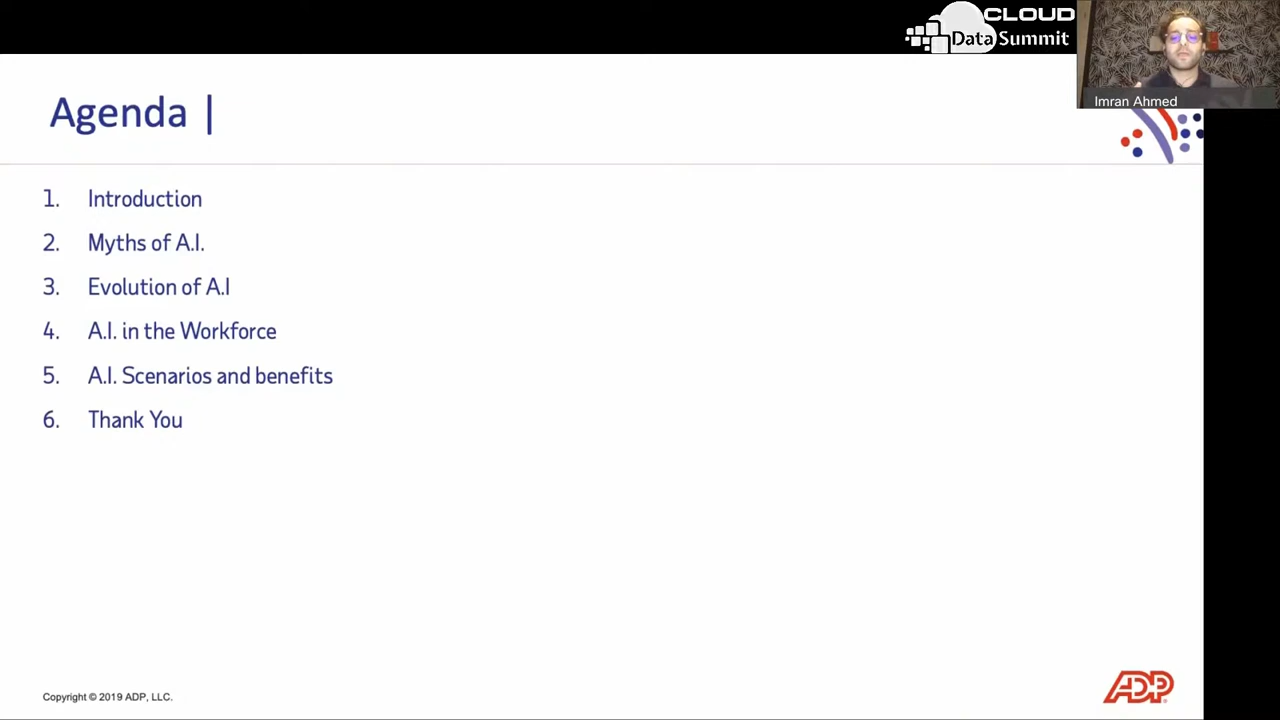 CLOUD
Data Summit
Imran Ahmed
Agenda |
1. Introduction
2. Myths of A.I.
3. Evolution of A.I
4. A.I. in the Workforce
5. A.I. Scenarios and benefits
6. Thank You
Copyright © 2019 ADP, LLC.
ADP